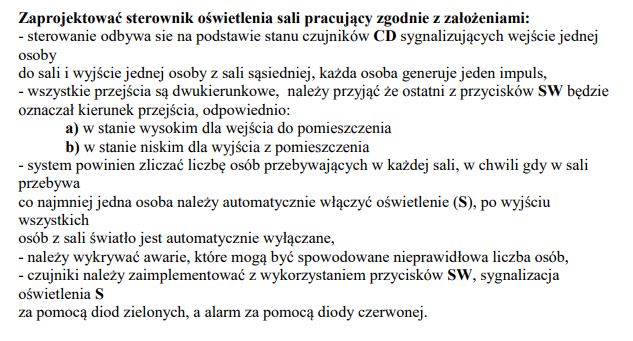 Zaprojektować sterownik oświetlenia sali pracujący zgodnie z założeniami:
- sterowanie odbywa sie na podstawie stanu czujników CD sygnalizujących wejście jednej
osoby
do sali i wyjście jednej osoby z sali sąsiedniej, każda osoba generuje jeden impuls,
- wszystkie przejścia są dwukierunkowe, należy przyjąć że ostatni z przycisków SW będzie
oznaczał kierunek przejścia, odpowiednio:
a) w stanie wysokim dla wejścia do pomieszczenia
b) w stanie niskim dla wyjścia z pomieszczenia
- system powinien zliczać liczbę osób przebywających w każdej sali, w chwili gdy w sali
przebywa
co najmniej jedna osoba należy automatycznie włączyć oświetlenie (S), po wyjściu
wszystkich
osób z sali światło jest automatycznie wyłączane,
- należy wykrywać awarie, które mogą być spowodowane nieprawidłowa liczba osób,
- czujniki należy zaimplementować z wykorzystaniem przycisków SW, sygnalizacja
oświetlenia S
za pomocą diod zielonych, a alarm za pomocą diody czerwonej.